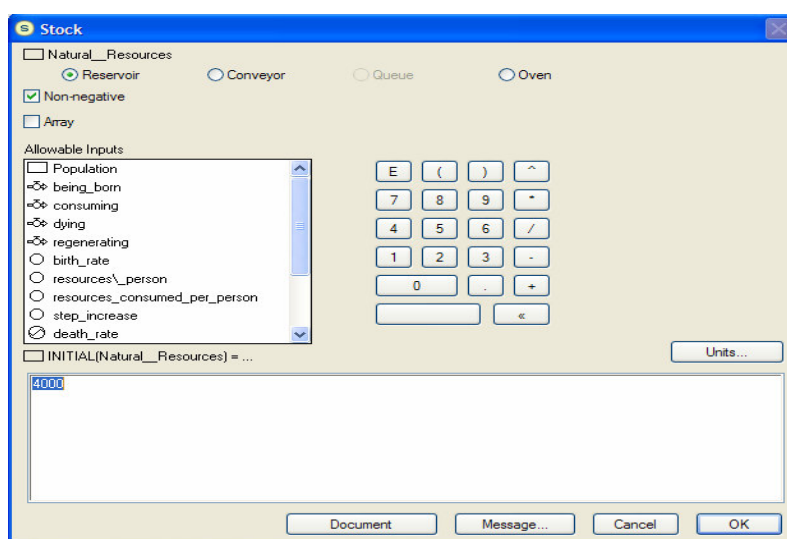 S Stock
Natural__Resources
Reservoir Conveyor Queue Oven
Non-negative
Array
Allowable Inputs
Population
being_born
consuming
dying
regenerating
birth_rate
resources\_person
resources_consumed_per_person
step_increase
death_rate
E ( ) ^
7 8 9 *
4 5 6 /
1 2 3 -
0 . +
«
INITIAL(Natural__Resources) = ...
Units...
4000
Document Message... Cancel OK